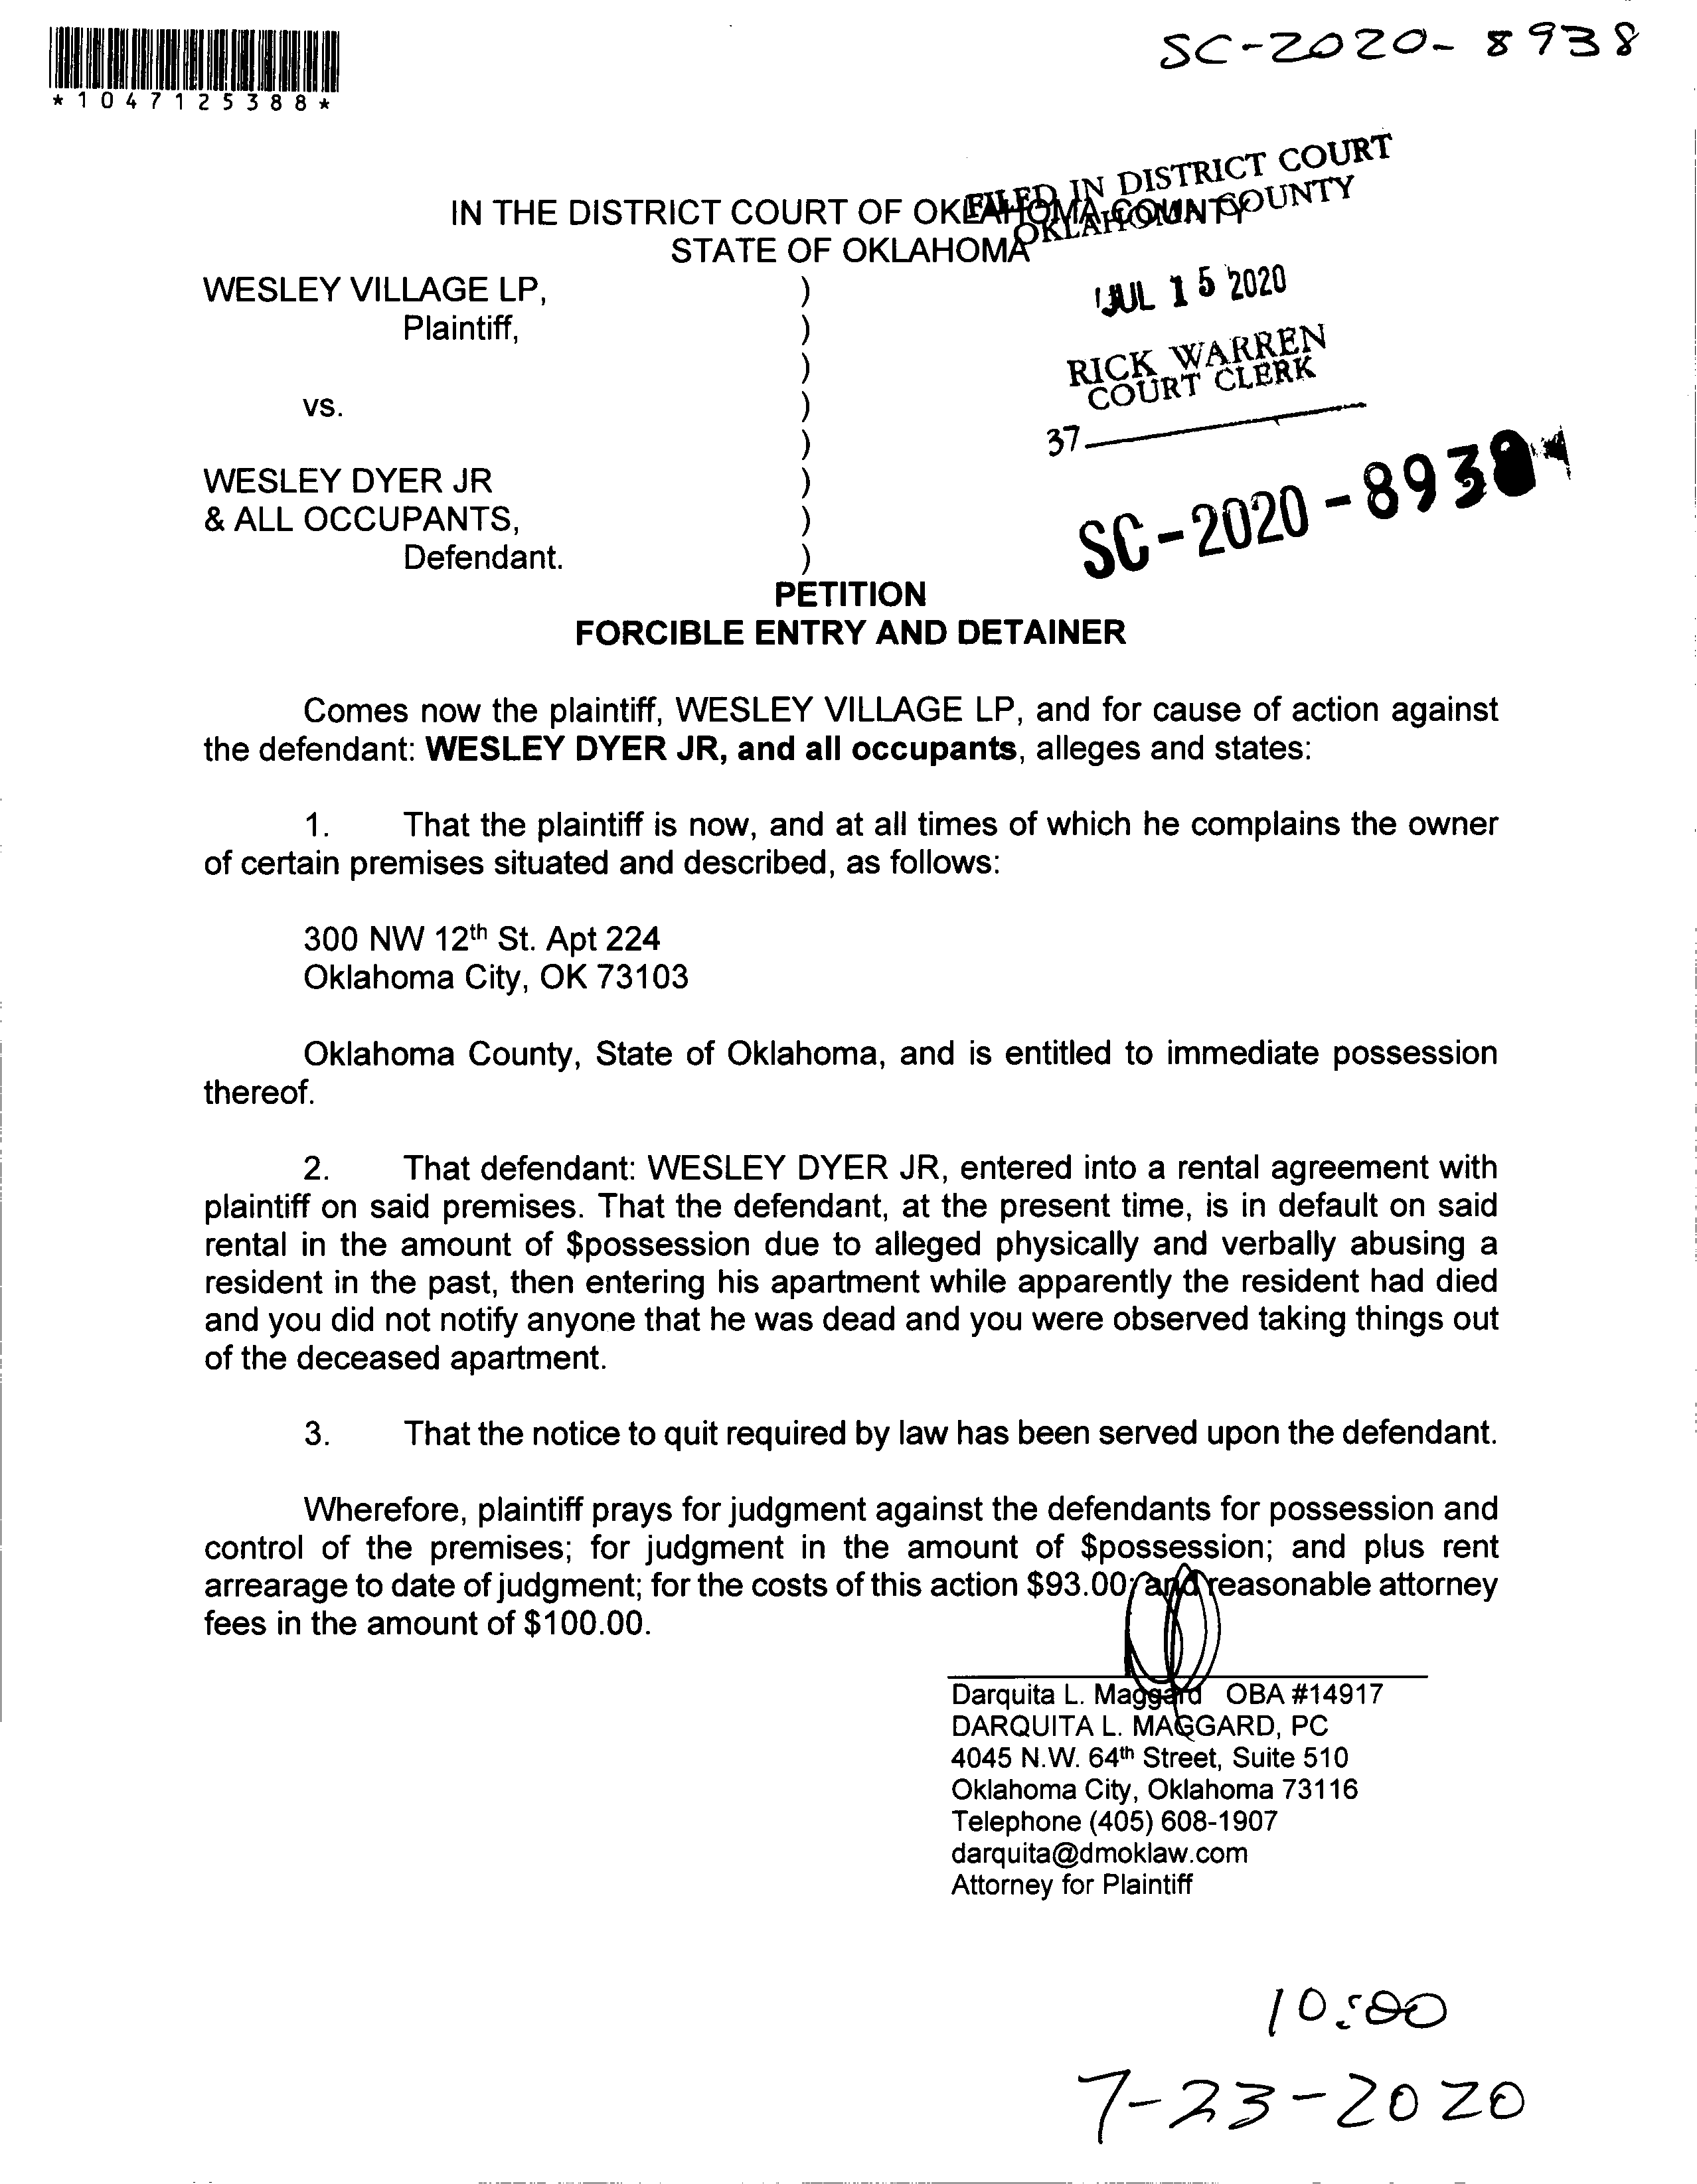 SC-2020-8938
*1047125388*
FILED IN DISTRICT COURT
OKLAHOMA COUNTY
IN THE DISTRICT COURT OF OKLAHOMA COUNTY
STATE OF OKLAHOMA
JUL 15 2020
RICK WARREN
COURT CLERK
37
SC-2020-8938
WESLEY VILLAGE LP, )
Plaintiff, )
)
vs. )
)
WESLEY DYER JR )
& ALL OCCUPANTS, )
Defendant. )
PETITION
FORCIBLE ENTRY AND DETAINER
Comes now the plaintiff, WESLEY VILLAGE LP, and for cause of action against
the defendant: WESLEY DYER JR, and all occupants, alleges and states:
1. That the plaintiff is now, and at all times of which he complains the owner
of certain premises situated and described, as follows:
300 NW 12th St. Apt 224
Oklahoma City, OK 73103
Oklahoma County, State of Oklahoma, and is entitled to immediate possession
thereof.
2. That defendant: WESLEY DYER JR, entered into a rental agreement with
plaintiff on said premises. That the defendant, at the present time, is in default on said
rental in the amount of $possession due to alleged physically and verbally abusing a
resident in the past, then entering his apartment while apparently the resident had died
and you did not notify anyone that he was dead and you were observed taking things out
of the deceased apartment.
3. That the notice to quit required by law has been served upon the defendant.
Wherefore, plaintiff prays for judgment against the defendants for possession and
control of the premises; for judgment in the amount of $possession; and plus rent
arrearage to date of judgment; for the costs of this action $93.00; and reasonable attorney
fees in the amount of $100.00.
Darquita L. Maggard OBA #14917
DARQUITA L. MAGGARD, PC
4045 N.W. 64th Street, Suite 510
Oklahoma City, Oklahoma 73116
Telephone (405) 608-1907
darquita@dmoklaw.com
Attorney for Plaintiff
10:00
7-23-2020